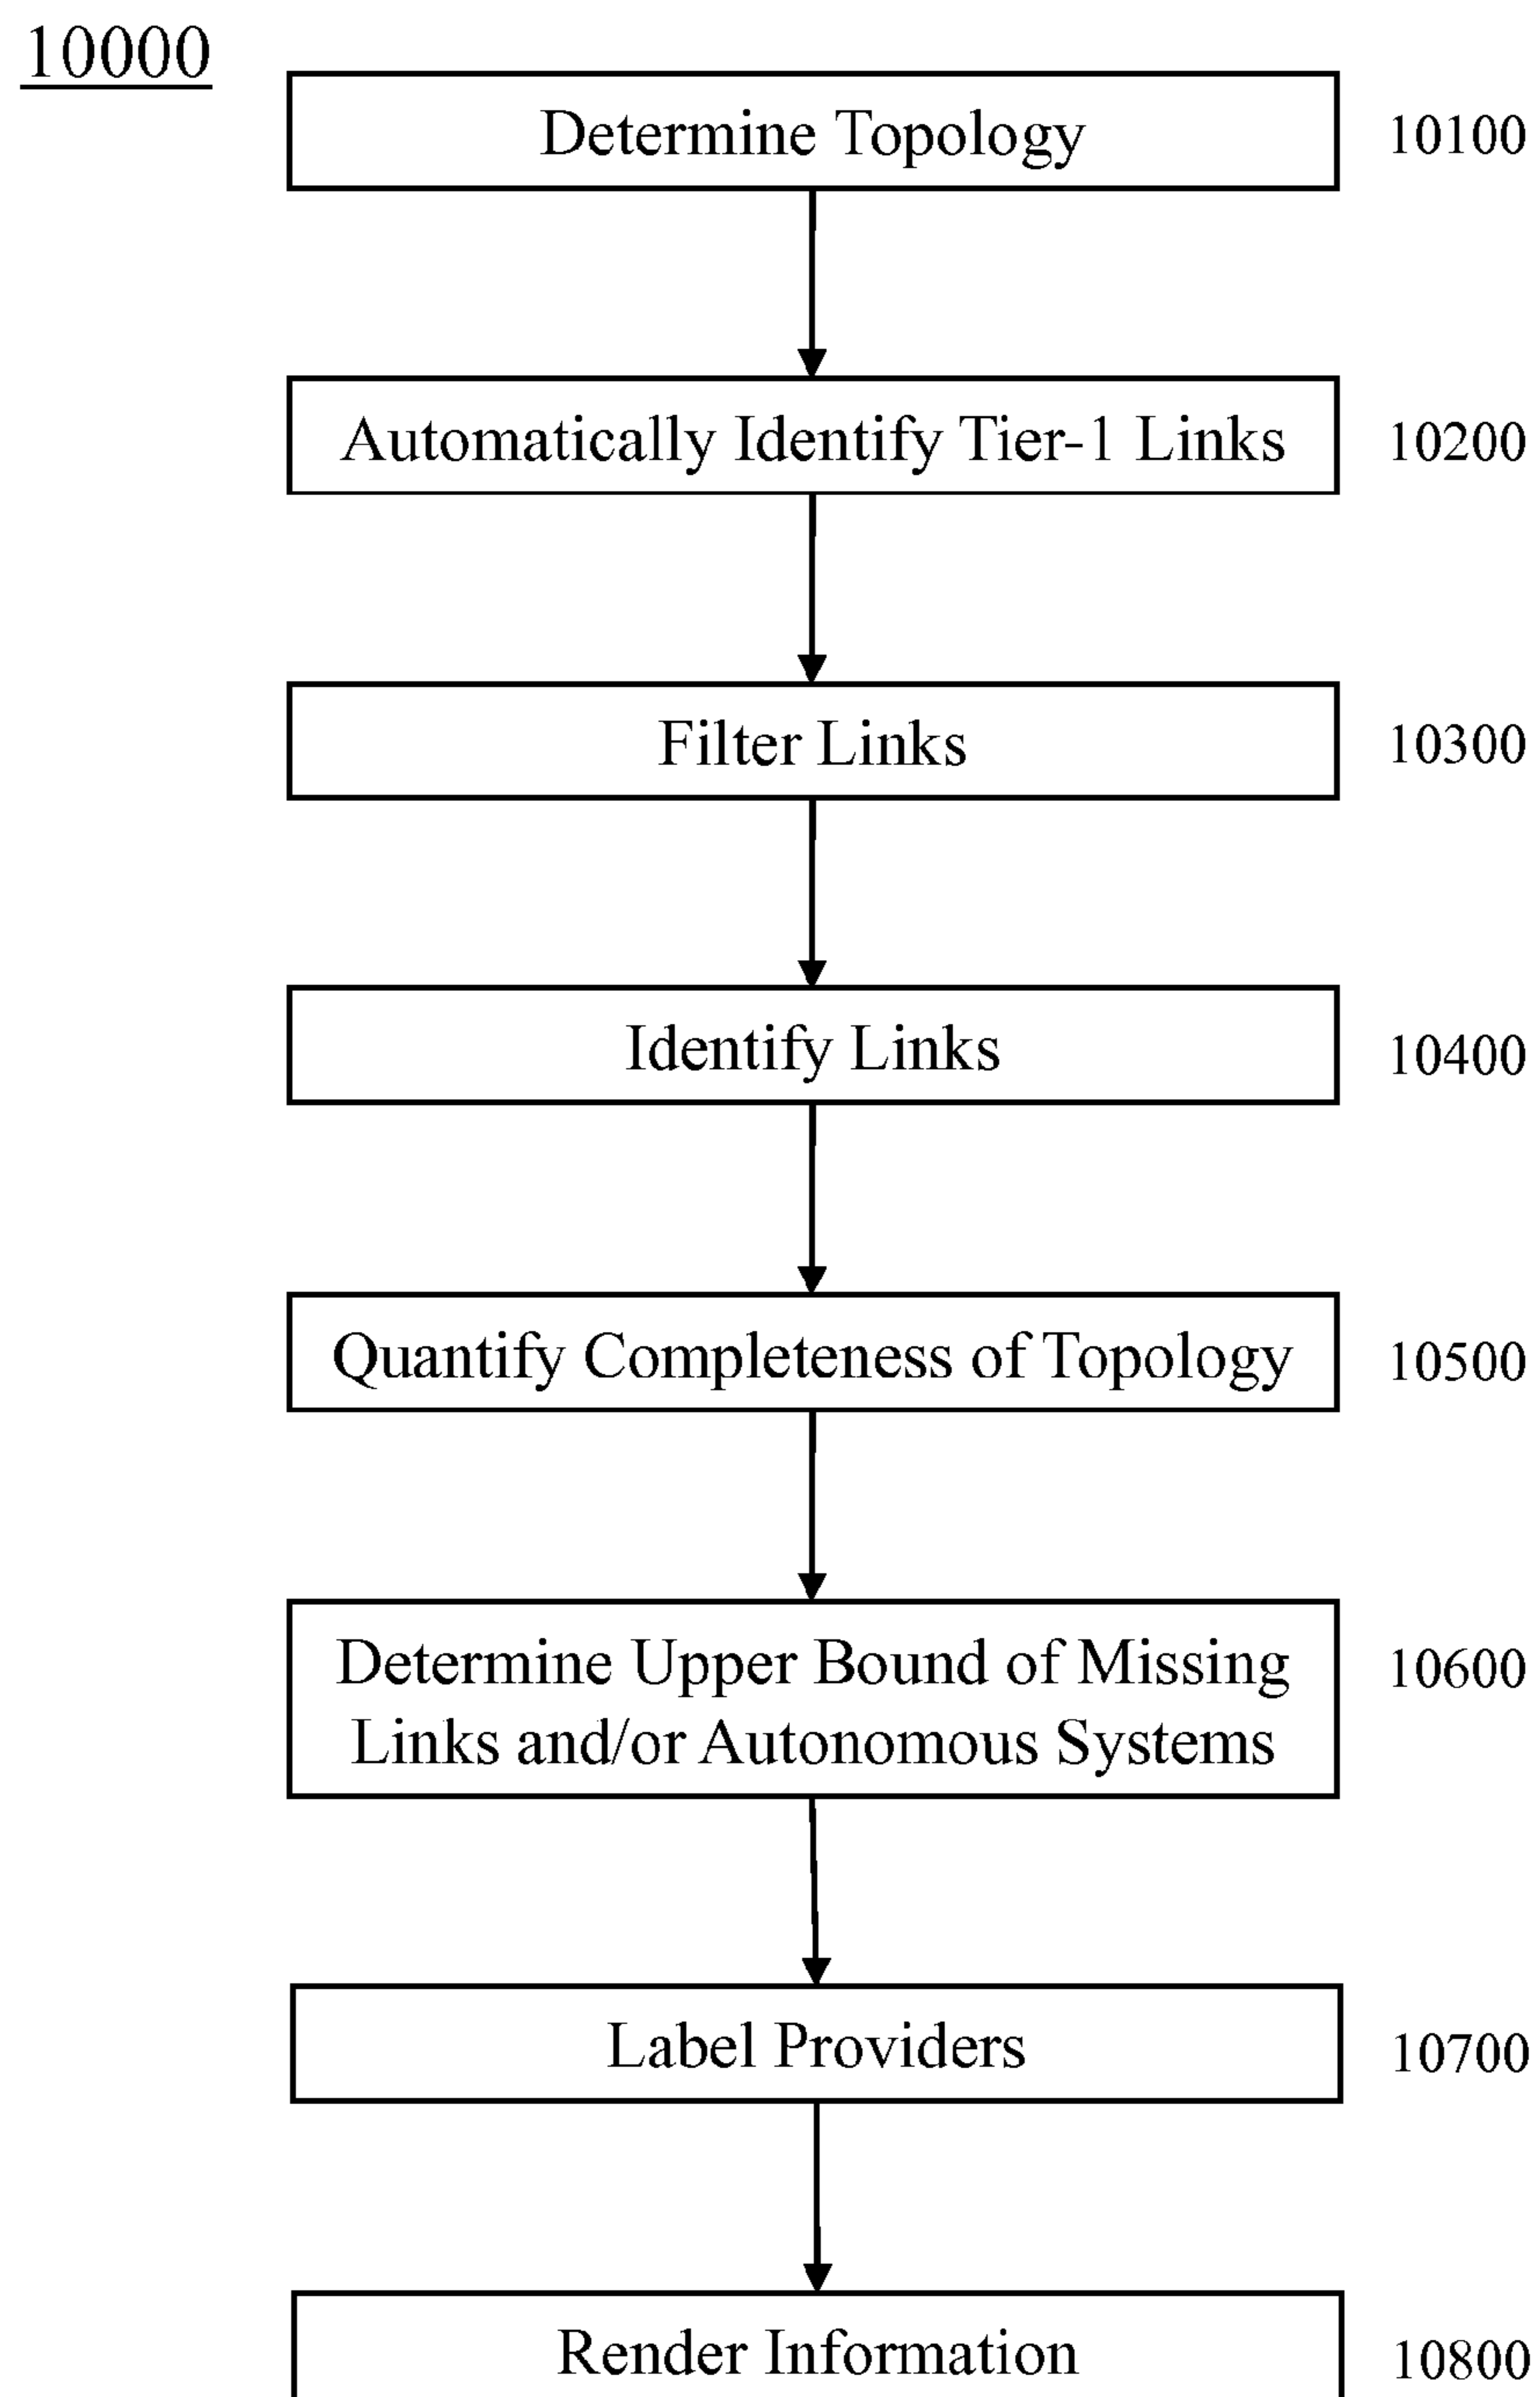 10000
Determine Topology
10100
Automatically Identify Tier-1 Links
10200
Filter Links
10300
Identify Links
10400
Quantify Completeness of Topology
10500
Determine Upper Bound of Missing
Links and/or Autonomous Systems
10600
Label Providers
10700
Render Information
10800